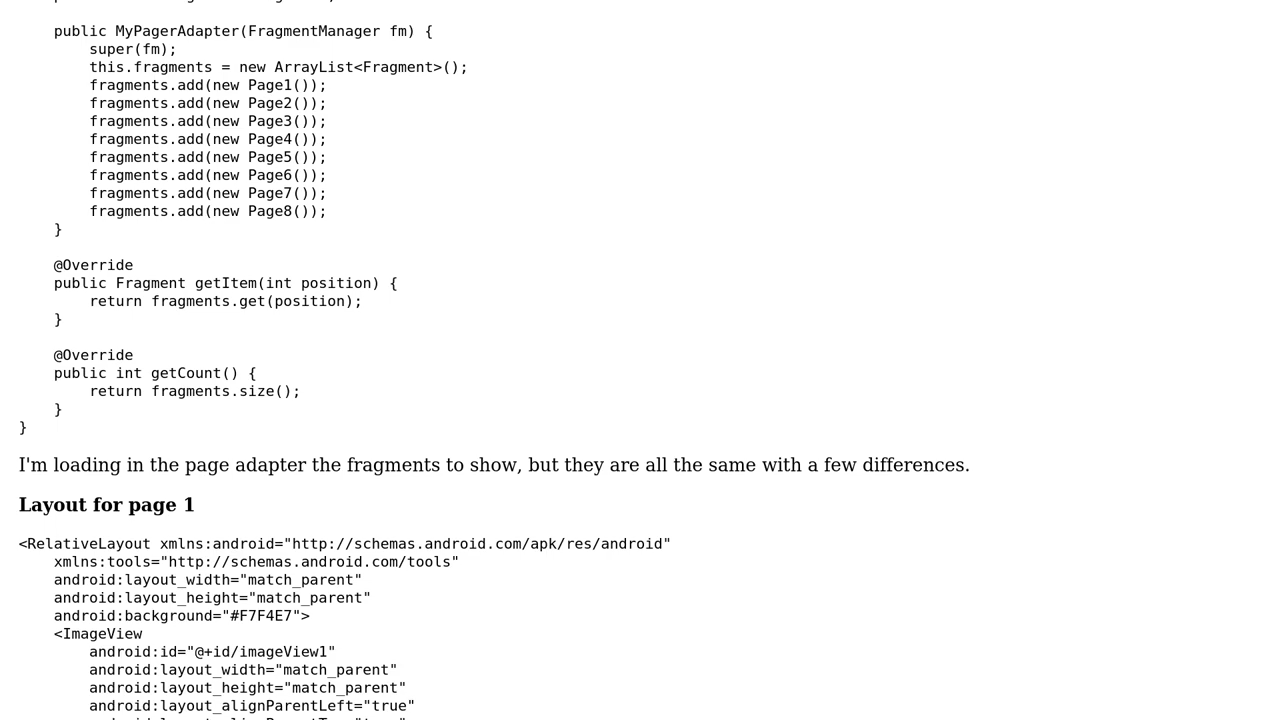 public MyPagerAdapter(FragmentManager fm) {
        super(fm);
        this.fragments = new ArrayList<Fragment>();
        fragments.add(new Page1());
        fragments.add(new Page2());
        fragments.add(new Page3());
        fragments.add(new Page4());
        fragments.add(new Page5());
        fragments.add(new Page6());
        fragments.add(new Page7());
        fragments.add(new Page8());
    }

    @Override
    public Fragment getItem(int position) {
        return fragments.get(position);
    }

    @Override
    public int getCount() {
        return fragments.size();
    }
}
I'm loading in the page adapter the fragments to show, but they are all the same with a few differences.
Layout for page 1
<RelativeLayout xmlns:android="http://schemas.android.com/apk/res/android"
    xmlns:tools="http://schemas.android.com/tools"
    android:layout_width="match_parent"
    android:layout_height="match_parent"
    android:background="#F7F4E7">
    <ImageView
        android:id="@+id/imageView1"
        android:layout_width="match_parent"
        android:layout_height="match_parent"
        android:layout_alignParentLeft="true"